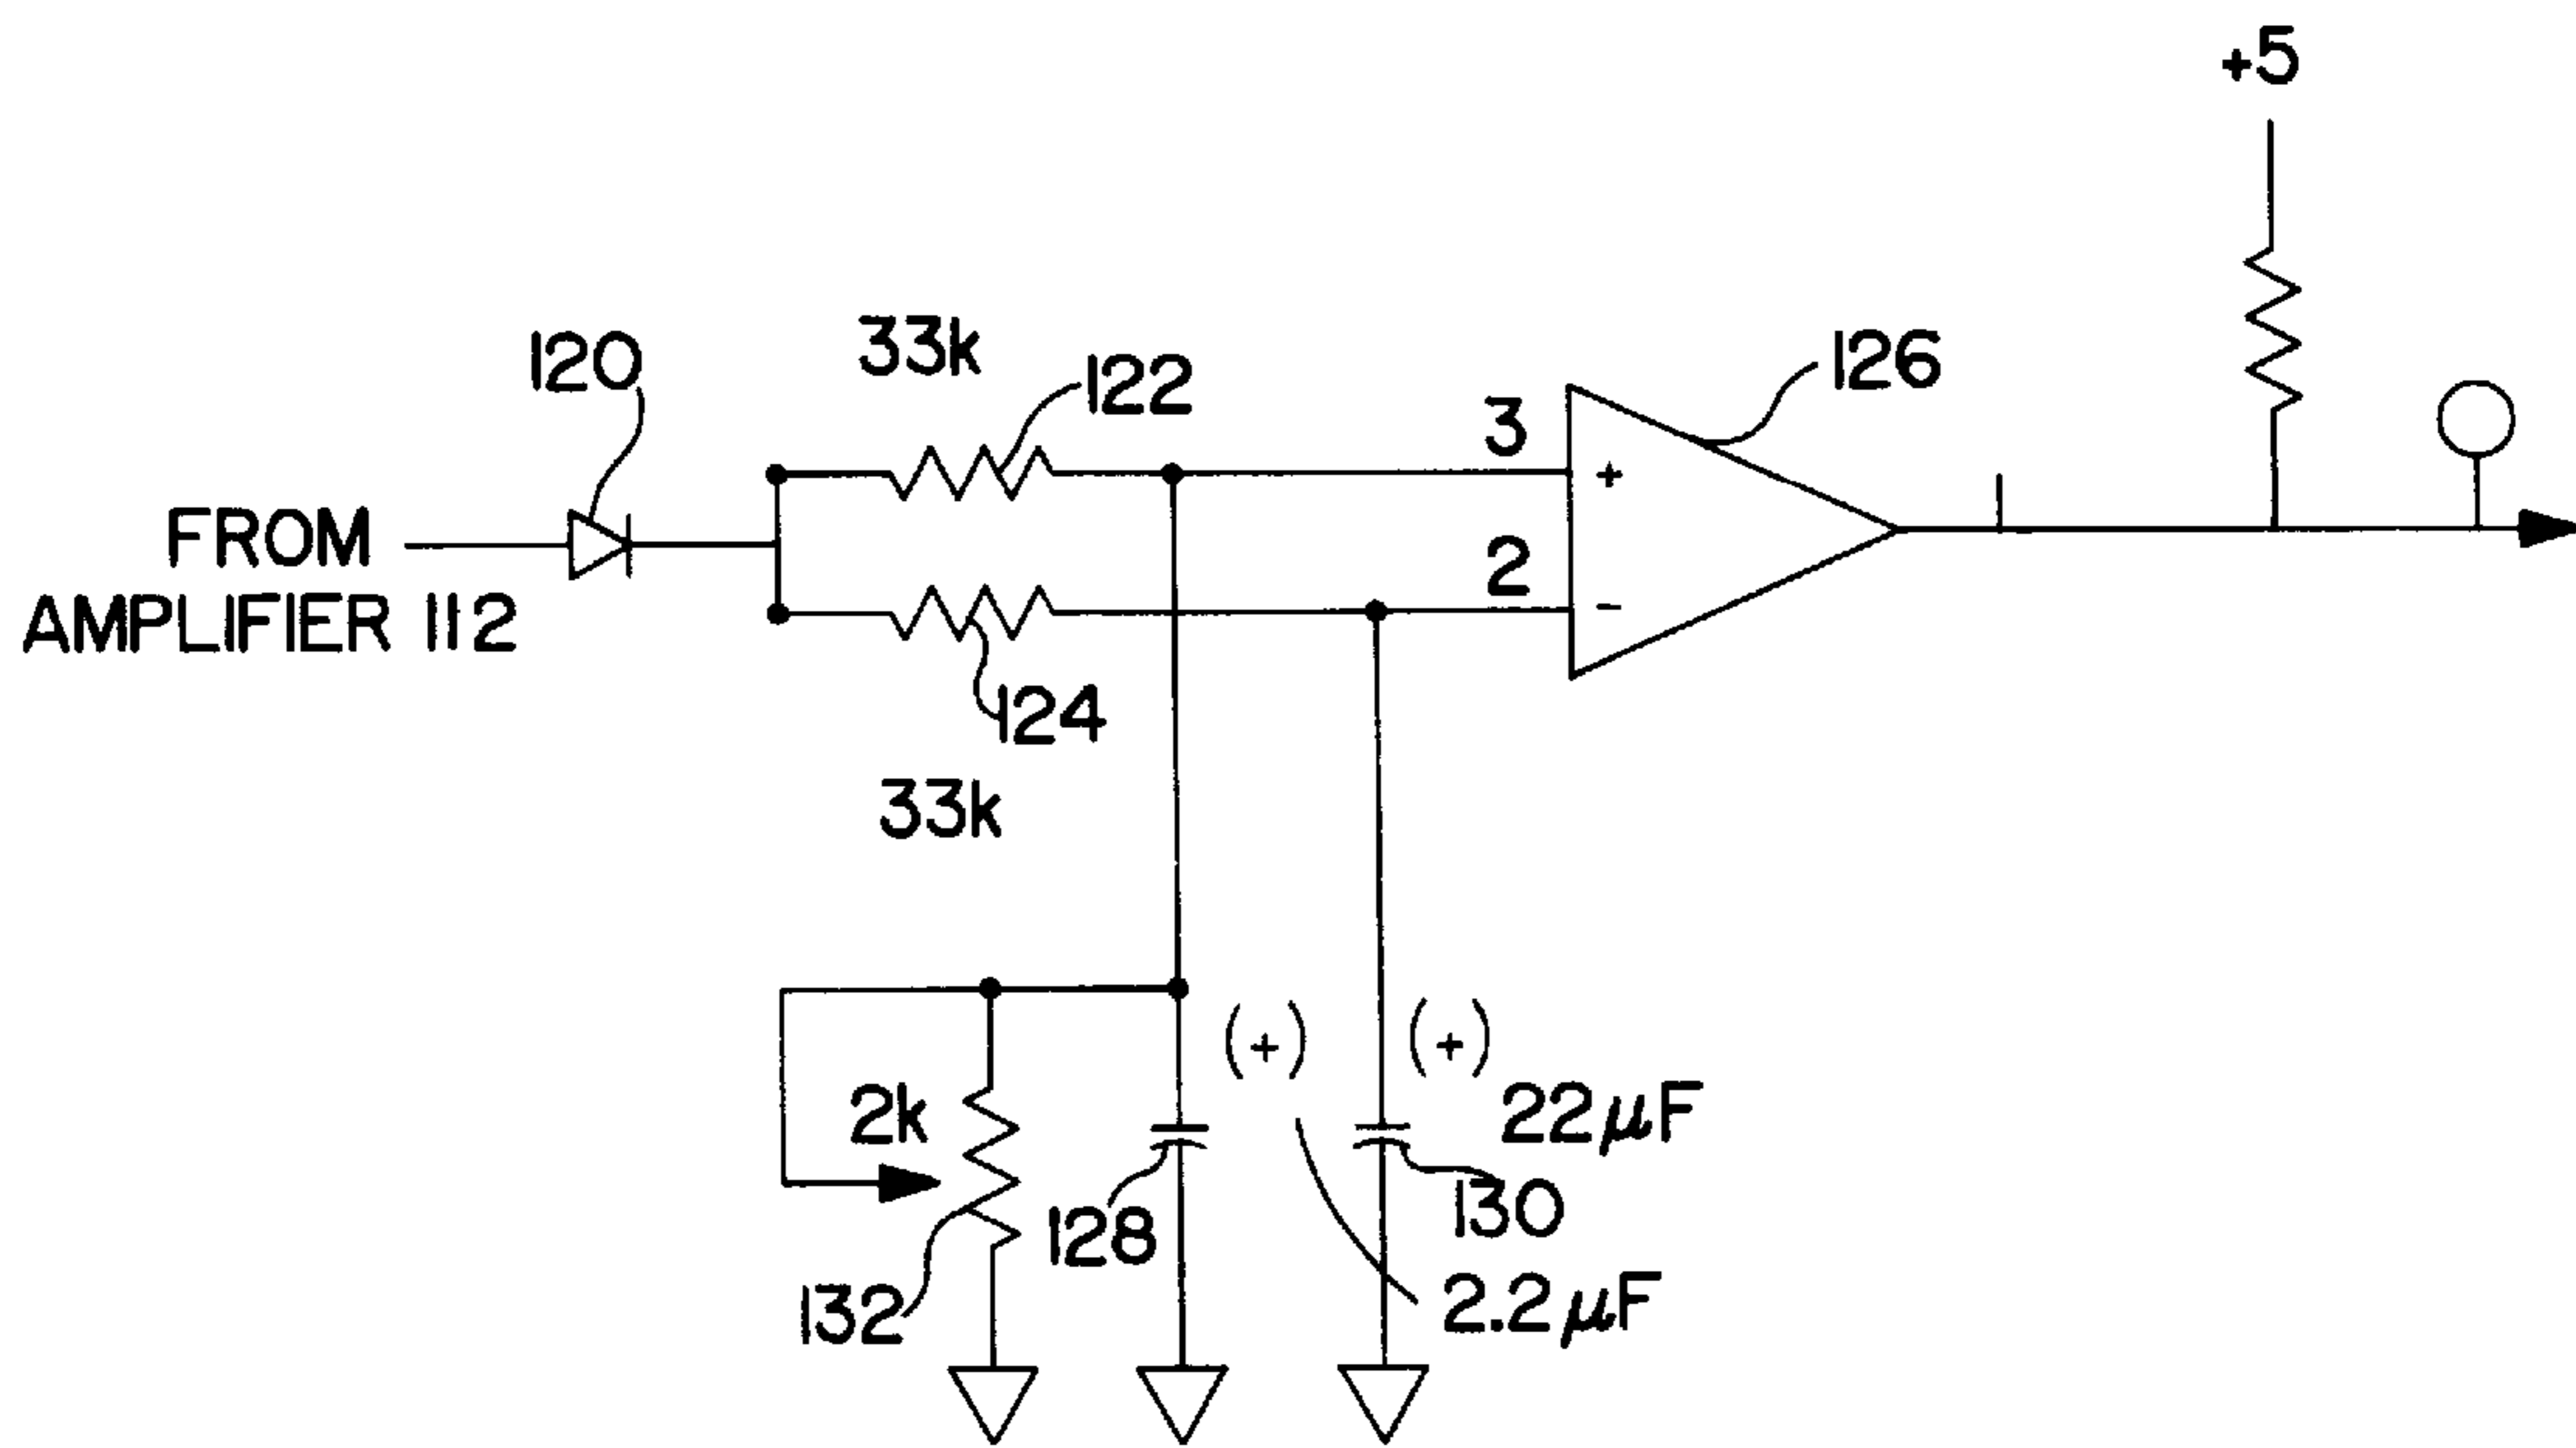 +5
33k
120
122
126
3
+
FROM
AMPLIFIER 112
2
-
124
33k
(+)
(+)
2k
22µF
128
130
132
2.2µF